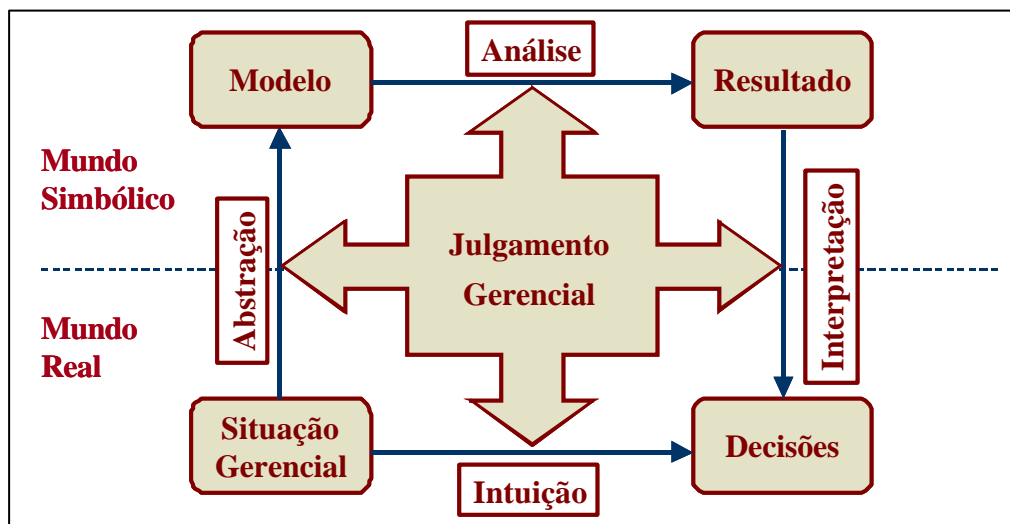 Análise
Modelo
Resultado
Mundo
Simbólico
Abstração
Julgamento
Gerencial
Interpretação
Mundo
Real
Situação
Gerencial
Decisões
Intuição